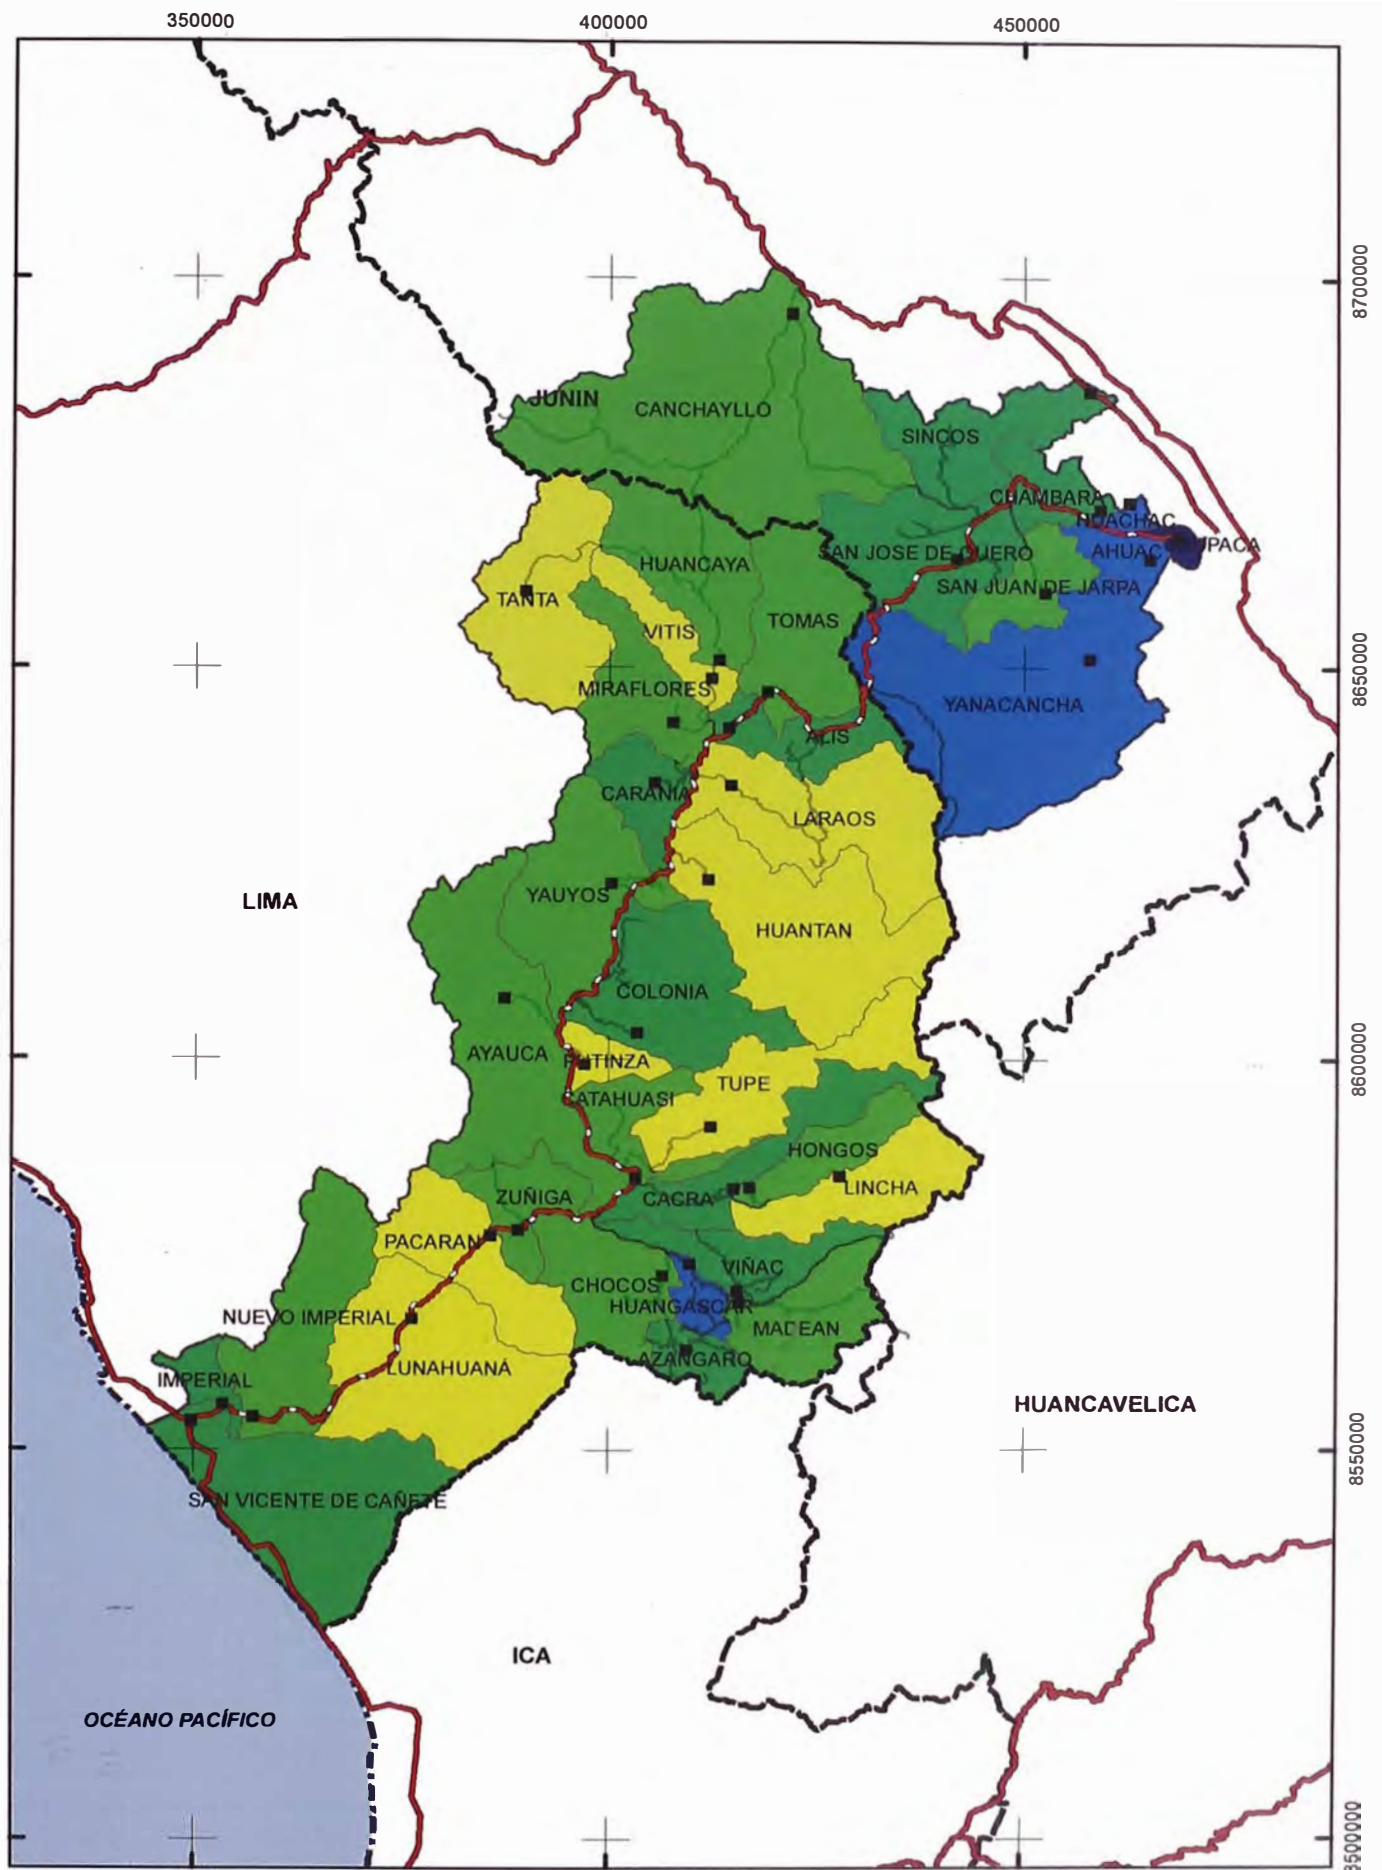 350000
400000
450000
8700000
JUNIN
CANCHAYLLO
SINCOS
CHAMBARA
HUACHAC
AHUAC
UPACA
SAN JOSE DE QUERO
SAN JUAN DE JARPA
HUANCAYA
TANTA
TOMAS
VITIS
MIRAFLORES
8650000
YANACANCHA
ALIS
CARANIA
LARAOS
LIMA
YAUYOS
HUANTAN
COLONIA
AYAUCA
PUTINZA
TUPE
8600000
CATAHUASI
HONGOS
LINCHA
ZUÑIGA
CACRA
PACARAN
VIÑAC
CHOCOS
HUANGASCAR
NUEVO IMPERIAL
MADEAN
AZANGARO
LUNAHUANÁ
IMPERIAL
HUANCAVELICA
8550000
SAN VICENTE DE CAÑETE
ICA
OCÉANO PACÍFICO
8500000